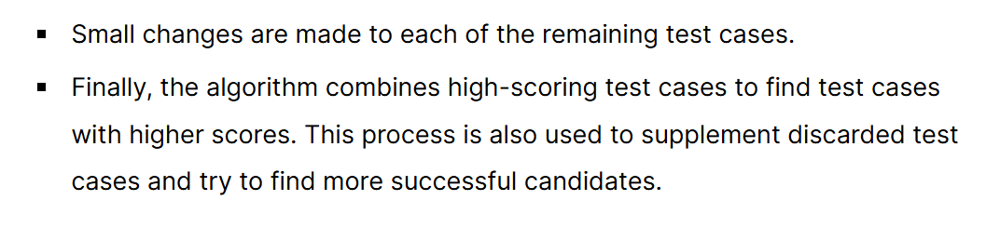 ▪ Small changes are made to each of the remaining test cases.
▪ Finally, the algorithm combines high-scoring test cases to find test cases
with higher scores. This process is also used to supplement discarded test
cases and try to find more successful candidates.